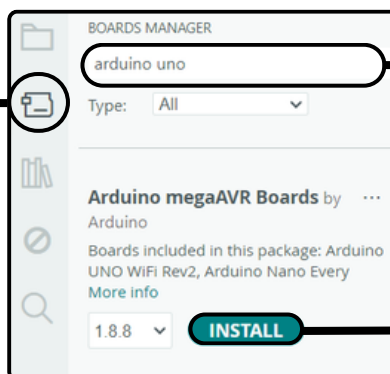 BOARDS MANAGER
arduino uno
Type: All
Arduino megaAVR Boards by ...
Arduino
Boards included in this package: Arduino
UNO WiFi Rev2, Arduino Nano Every
More info
1.8.8 INSTALL